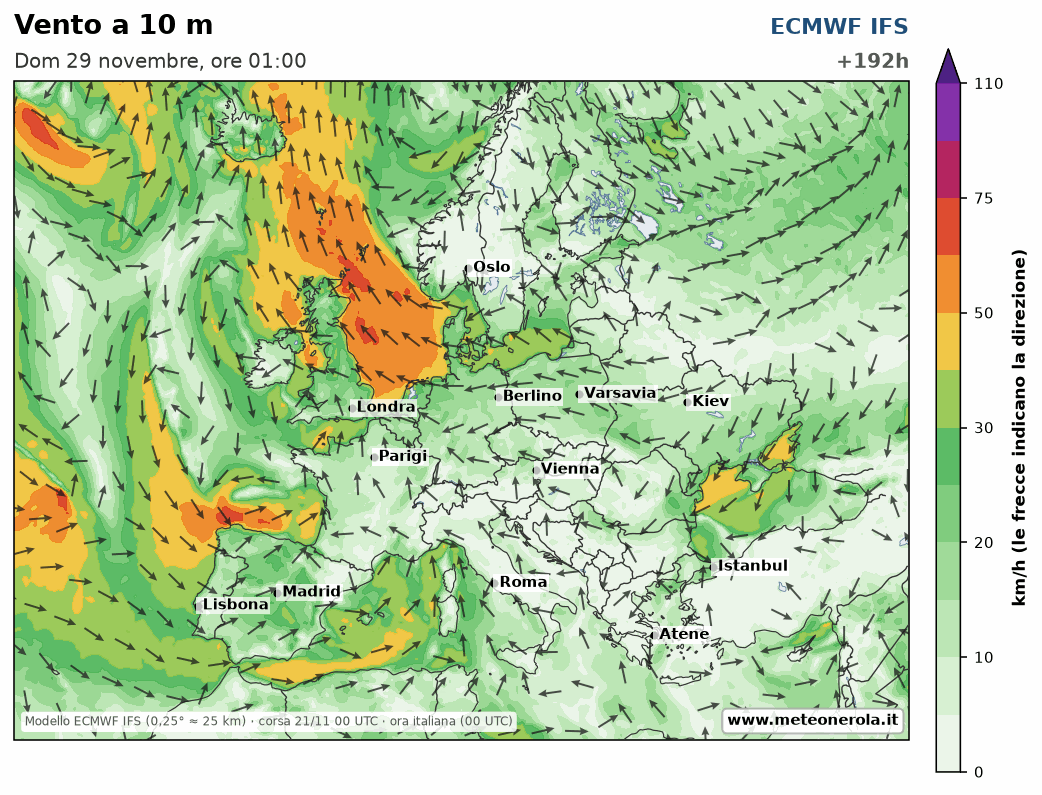 Vento a 10 m
ECMWF IFS
Dom 29 novembre, ore 01:00
+192h
110
75
50
30
20
10
0
km/h (le frecce indicano la direzione)
Oslo
Londra
Berlino
Varsavia
Kiev
Parigi
Vienna
Istanbul
Roma
Madrid
Lisbona
Atene
Modello ECMWF IFS (0,25° ≈ 25 km) · corsa 21/11 00 UTC · ora italiana (00 UTC)
www.meteonerola.it